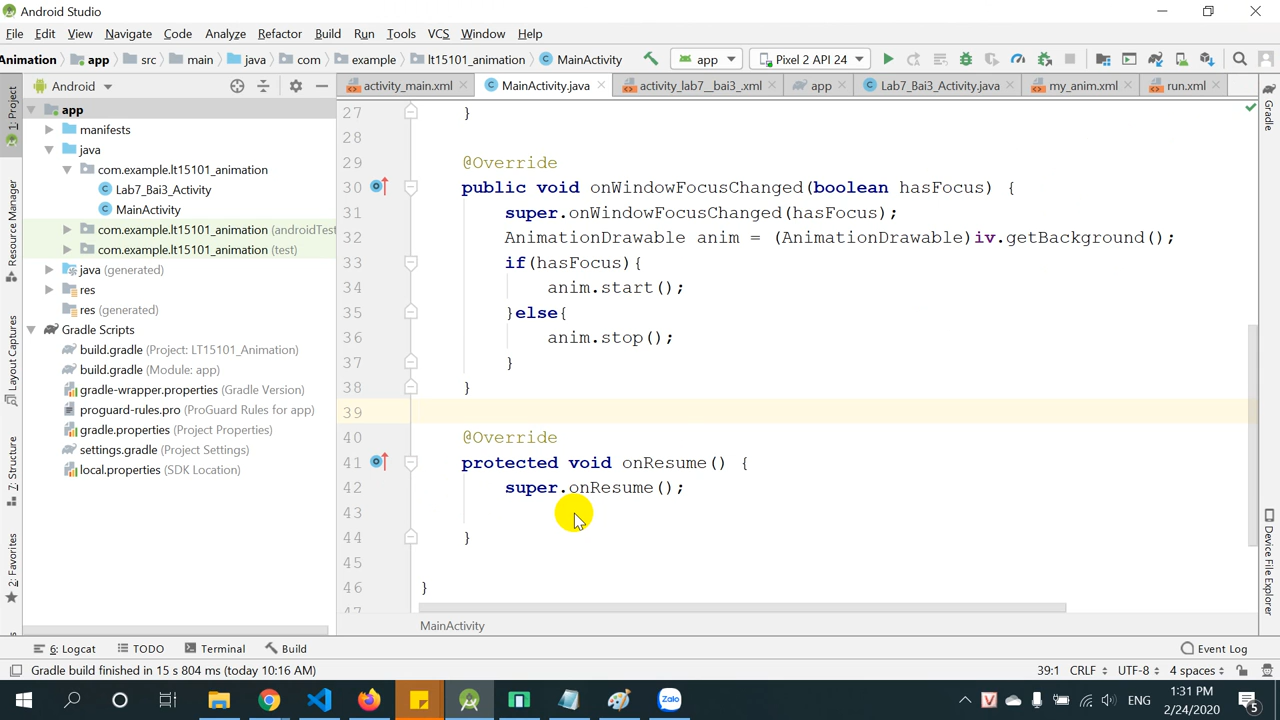 Android Studio
File Edit View Navigate Code Analyze Refactor Build Run Tools VCS Window Help
Animation app src main java com example lt15101_animation MainActivity app Pixel 2 API 24
Android
activity_main.xml MainActivity.java activity_lab7__bai3_.xml app Lab7_Bai3_Activity.java my_anim.xml run.xml
1: Project
Resource Manager
Layout Captures
7: Structure
2: Favorites
app
manifests
java
com.example.lt15101_animation
Lab7_Bai3_Activity
MainActivity
com.example.lt15101_animation (androidTest
com.example.lt15101_animation (test)
java (generated)
res
res (generated)
Gradle Scripts
build.gradle (Project: LT15101_Animation)
build.gradle (Module: app)
gradle-wrapper.properties (Gradle Version)
proguard-rules.pro (ProGuard Rules for app)
gradle.properties (Project Properties)
settings.gradle (Project Settings)
local.properties (SDK Location)
27 }
28
29 @Override
30 public void onWindowFocusChanged(boolean hasFocus) {
31 super.onWindowFocusChanged(hasFocus);
32 AnimationDrawable anim = (AnimationDrawable)iv.getBackground();
33 if(hasFocus){
34 anim.start();
35 }else{
36 anim.stop();
37 }
38 }
39
40 @Override
41 protected void onResume() {
42 super.onResume();
43
44 }
45
46 }
47
MainActivity
Gradle
Device File Explorer
6: Logcat TODO Terminal Build Event Log
Gradle build finished in 15 s 804 ms (today 10:16 AM) 39:1 CRLF UTF-8 4 spaces
Zalo
V ENG 1:31 PM
2/24/2020 5